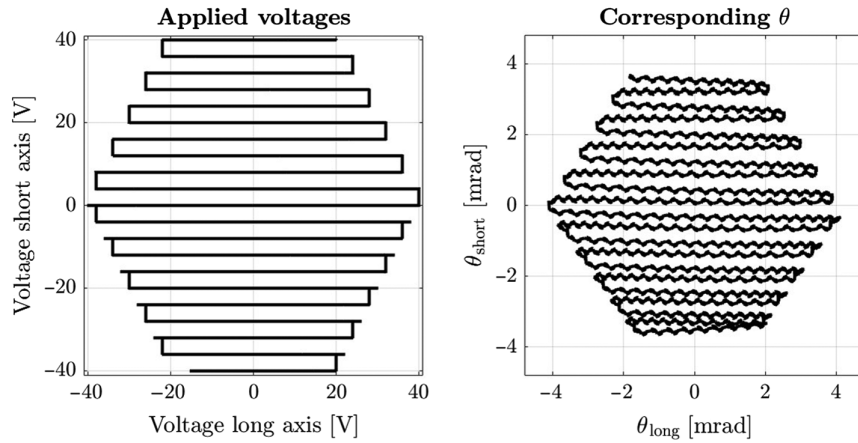 Applied voltages
40
20
0
−20
−40
Voltage short axis [V]
−40 −20 0 20 40
Voltage long axis [V]
Corresponding θ
4
2
0
−2
−4
θshort [mrad]
−4 −2 0 2 4
θlong [mrad]